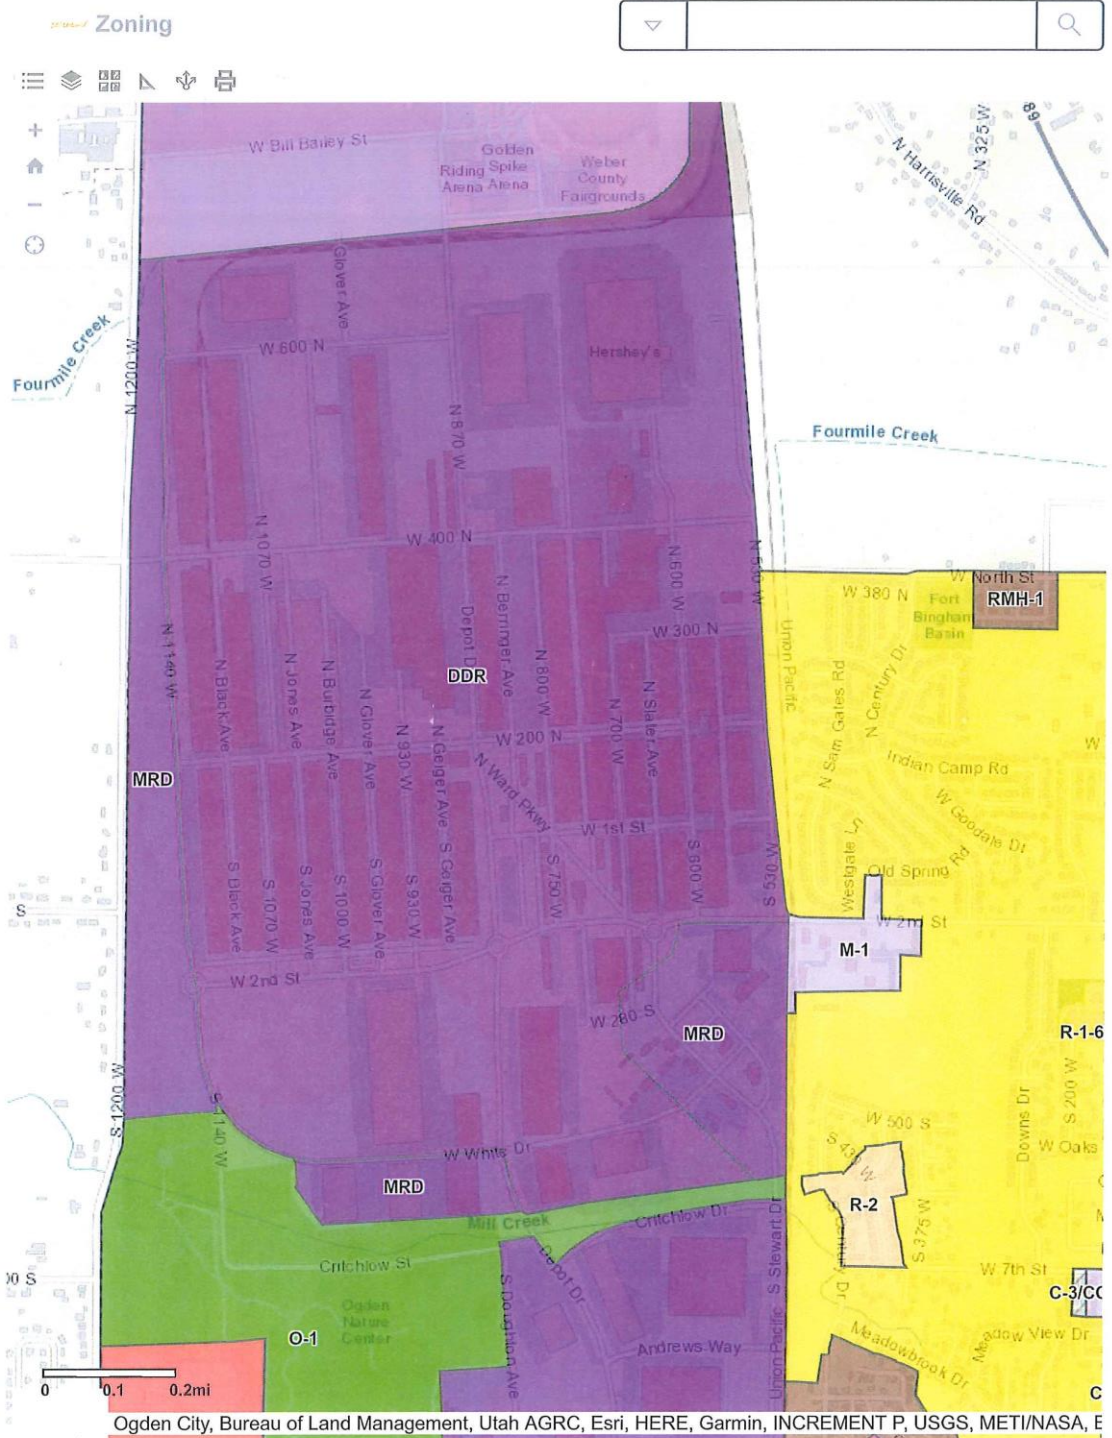 Zoning
W Bill Bailey St
Golden
Riding Spike
Arena Arena
Weber
County
Fairgrounds
N Harrisville Rd
N 325 W
89
Glover Ave
Fourmile Creek
N 1200 W
W 600 N
Hershey's
N 870 W
Fourmile Creek
W 400 N
N 1070 W
N 600 W
N 530 W
W North St
W 380 N
RMH-1
Fort
Bingham
Basin
W 300 N
N 1140 W
N Black Ave
N Jones Ave
N Burbidge Ave
N Glover Ave
N 930 W
N Geiger Ave
Depot D
N Berrimer Ave
N 800 W
DDR
N 700 W
N Slater Ave
Union Pacific
N Sam Gates Rd
N Century Dr
W 200 N
N Ward Pkwy
Indian Camp Rd
W
MRD
W Goodale Dr
W 1st St
Westgate Ln
Old Spring Rd
S Black Ave
S 1070 W
S Jones Ave
S 1000 W
S Glover Ave
S 930 W
S Geiger Ave
S 750 W
S 600 W
S 530 W
S
W 2nd St
W 2nd St
M-1
W 280 S
MRD
R-1-6
S 1200 W
S 1140 W
S 200 W
Downs Dr
W 500 S
W Oaks
W White Dr
MRD
R-2
S 375 W
S Century Dr
Mill Creek
Critchlow Dr
S Stewart Dr
Critchlow St
Depot Dr
W 7th St
00 S
C-3/CO
Ogden
Nature
Center
O-1
S Doughton Ave
Andrews Way
Union Pacific
Meadowbrook Dr
adow View Dr
0 0.1 0.2mi
C
Ogden City, Bureau of Land Management, Utah AGRC, Esri, HERE, Garmin, INCREMENT P, USGS, METI/NASA, E